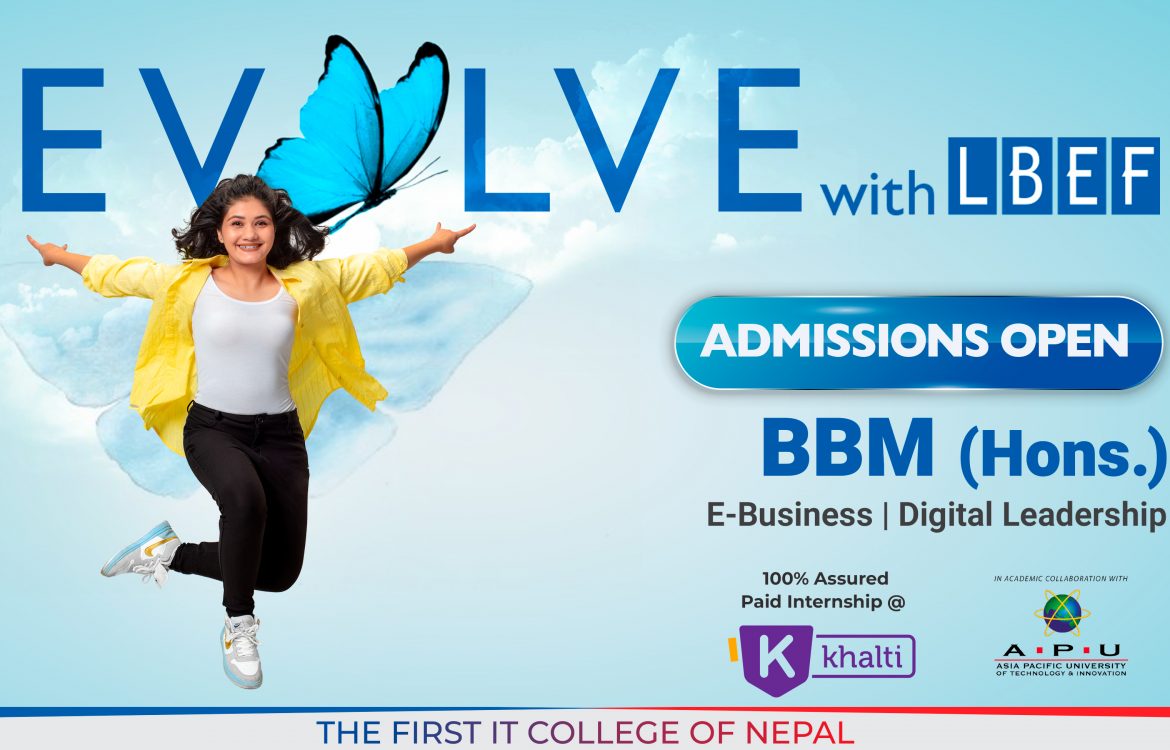 EVOLVE with LBEF
ADMISSIONS OPEN
BBM (Hons.)
E-Business | Digital Leadership
100% Assured
Paid Internship @
K khalti
IN ACADEMIC COLLABORATION WITH
A·P·U
ASIA PACIFIC UNIVERSITY
OF TECHNOLOGY & INNOVATION
THE FIRST IT COLLEGE OF NEPAL